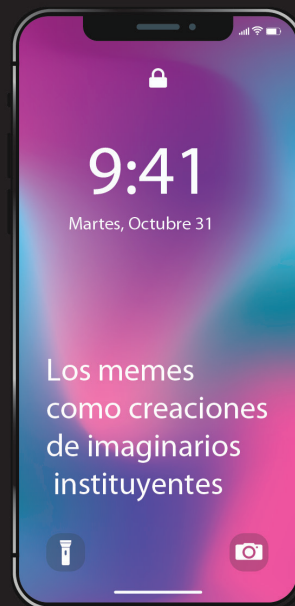 9:41
Martes, Octubre 31
Los memes
como creaciones
de imaginarios
instituyentes